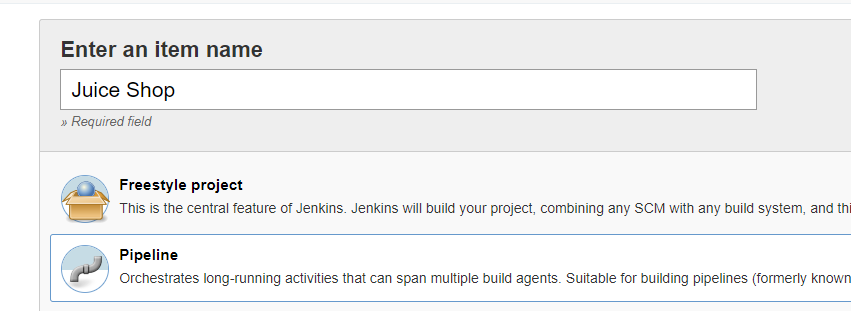 Enter an item name
Juice Shop
» Required field
Freestyle project
This is the central feature of Jenkins. Jenkins will build your project, combining any SCM with any build system, and thi
Pipeline
Orchestrates long-running activities that can span multiple build agents. Suitable for building pipelines (formerly known